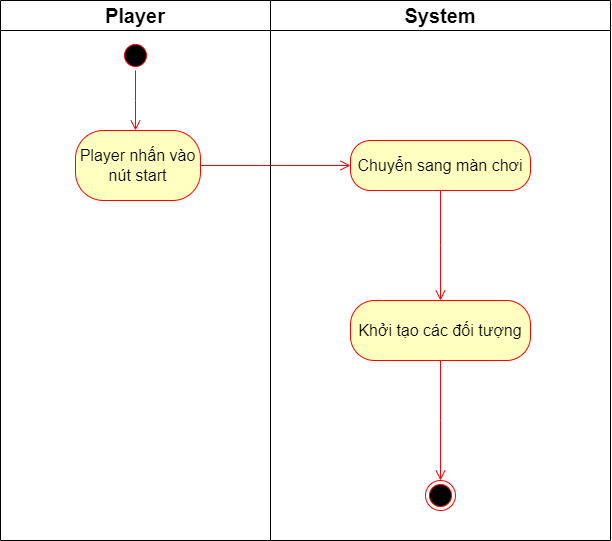 Player
System
Player nhấn vào
nút start
Chuyển sang màn chơi
Khởi tạo các đối tượng